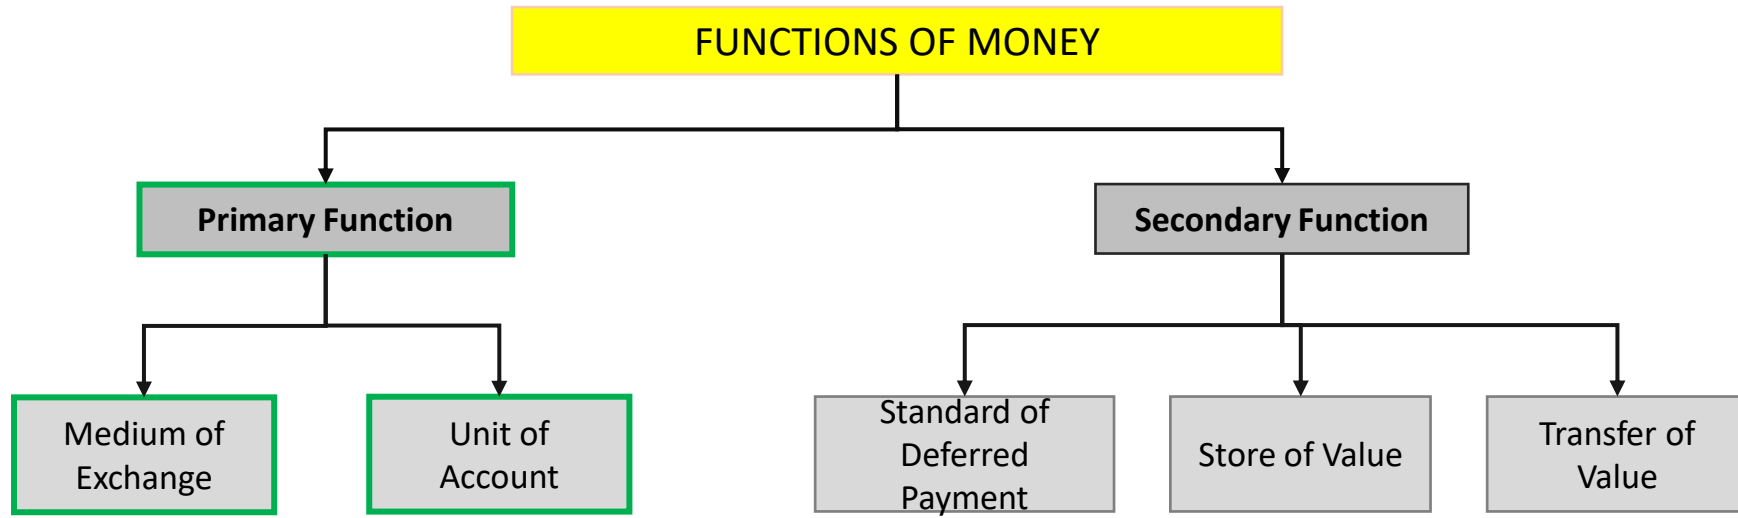 FUNCTIONS OF MONEY
Primary Function
Secondary Function
Medium of
Exchange
Unit of
Account
Standard of
Deferred
Payment
Store of Value
Transfer of
Value